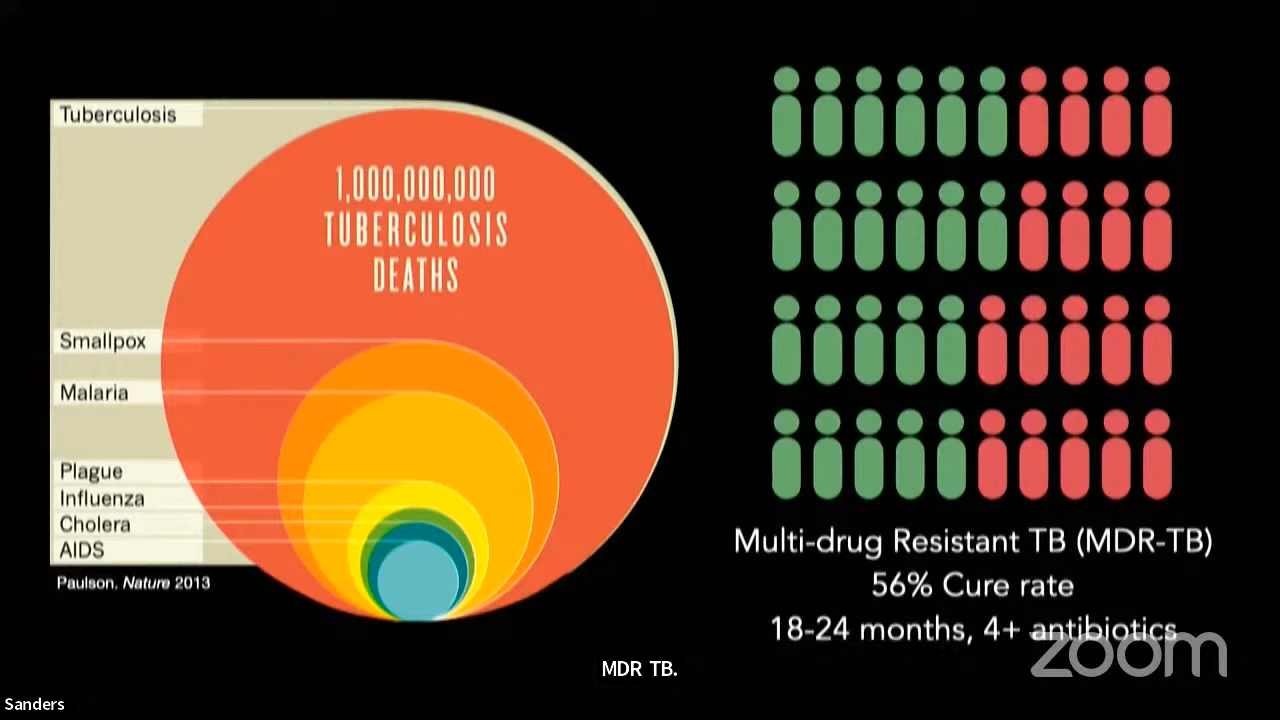 Tuberculosis
1,000,000,000
TUBERCULOSIS
DEATHS
Smallpox
Malaria
Plague
Influenza
Cholera
AIDS
Paulson. Nature 2013
Multi-drug Resistant TB (MDR-TB)
56% Cure rate
18-24 months, 4+ antibiotics
zoom
MDR TB.
Sanders